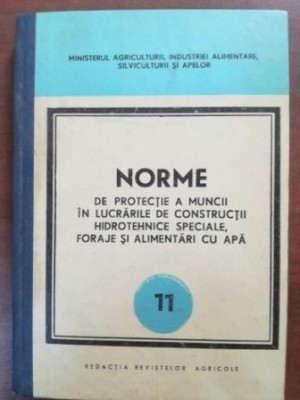 MINISTERUL AGRICULTURII, INDUSTRIEI ALIMENTARE,
SILVICULTURII ȘI APELOR
NORME
DE PROTECȚIE A MUNCII
ÎN LUCRĂRILE DE CONSTRUCȚII
HIDROTEHNICE SPECIALE,
FORAJE ȘI ALIMENTĂRI CU APĂ
11
REDACȚIA REVISTELOR AGRICOLE